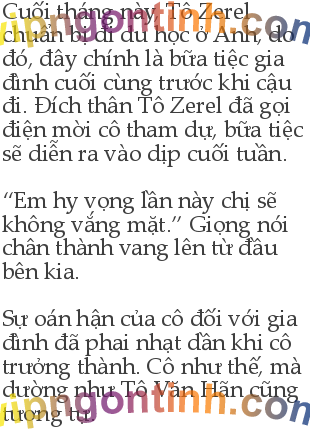 Cuối tháng này, Tô Zerel
chuẩn bị đi du học ở Anh, do
đó, đây chính là bữa tiệc gia
đình cuối cùng trước khi cậu
đi. Đích thân Tô Zerel đã gọi
điện mời cô tham dự, bữa tiệc
sẽ diễn ra vào dịp cuối tuần.
“Em hy vọng lần này chị sẽ
không vắng mặt.” Giọng nói
chân thành vang lên từ đầu
bên kia.
Sự oán hận của cô đối với gia
đình đã phai nhạt dần khi cô
trưởng thành. Cô như thế, mà
dường như Tô Văn Hãn cũng
tương tự.